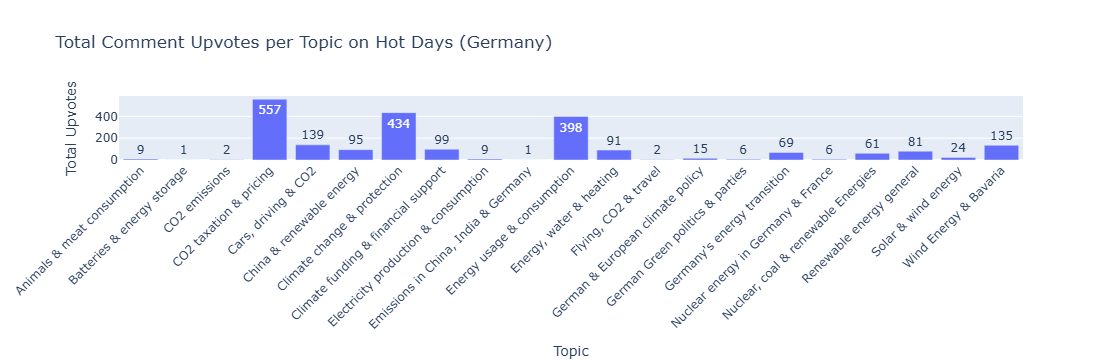 Total Comment Upvotes per Topic on Hot Days (Germany)
Total Upvotes
400
200
0
9
1
2
557
139
95
434
99
9
1
398
91
2
15
6
69
6
61
81
24
135
Animals & meat consumption
Batteries & energy storage
CO2 emissions
CO2 taxation & pricing
Cars, driving & CO2
China & renewable energy
Climate change & protection
Climate funding & financial support
Electricity production & consumption
Emissions in China, India & Germany
Energy usage & consumption
Energy, water & heating
Flying, CO2 & travel
German & European climate policy
German Green politics & parties
Germany's energy transition
Nuclear energy in Germany & France
Nuclear, coal & renewable Energies
Renewable energy general
Solar & wind energy
Wind Energy & Bavaria
Topic